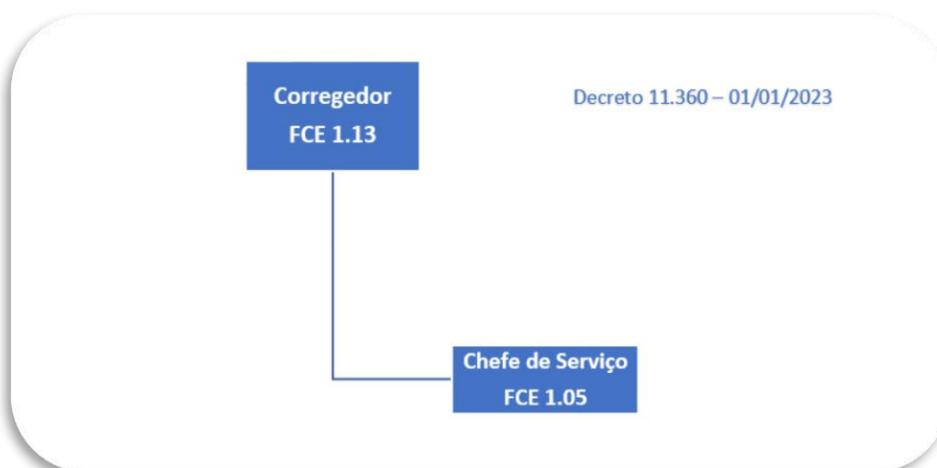 Corregedor
FCE 1.13
Decreto 11.360 – 01/01/2023
Chefe de Serviço
FCE 1.05